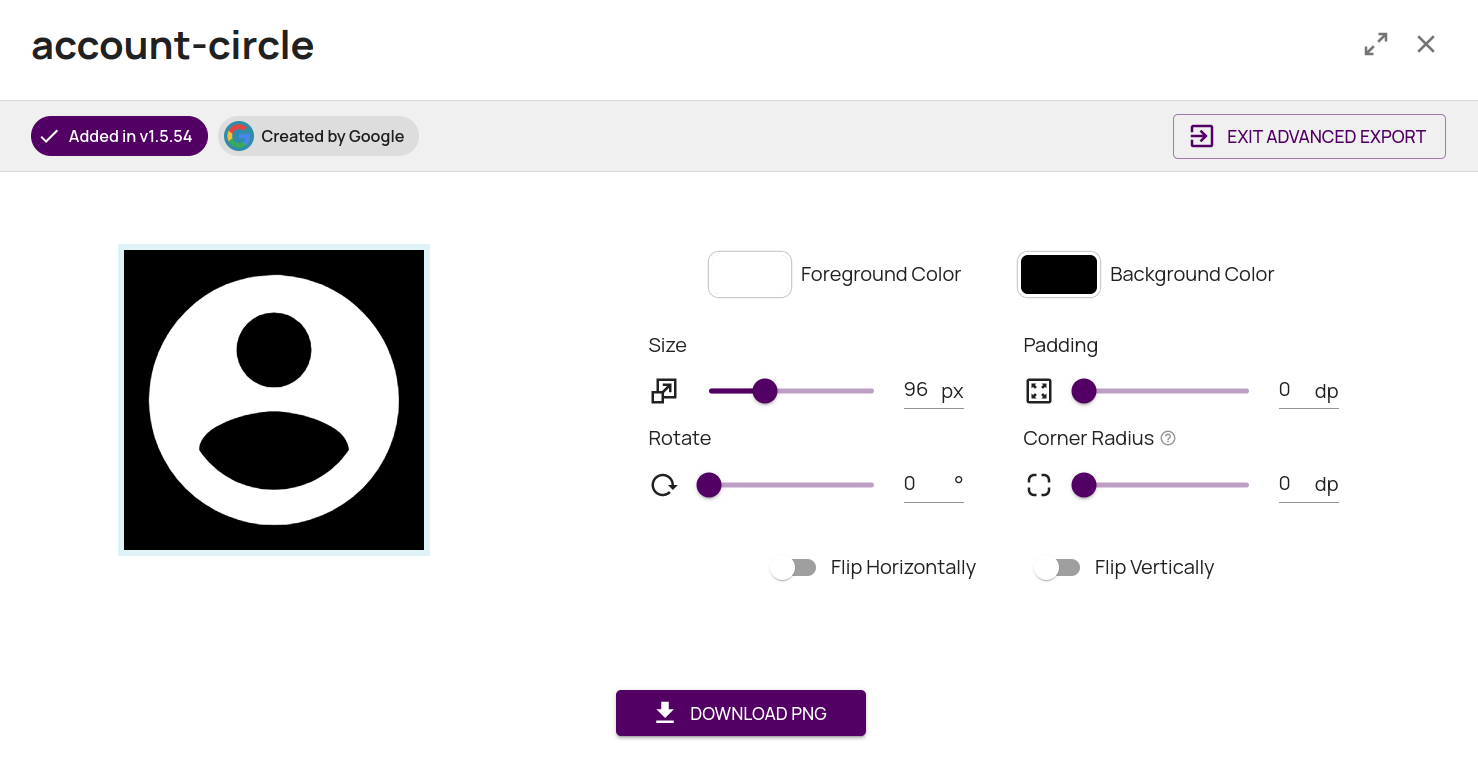 account-circle
Added in v1.5.54
Created by Google
EXIT ADVANCED EXPORT
Foreground Color
Background Color
Size
Padding
96 px
0 dp
Rotate
Corner Radius
0 °
0 dp
Flip Horizontally
Flip Vertically
DOWNLOAD PNG